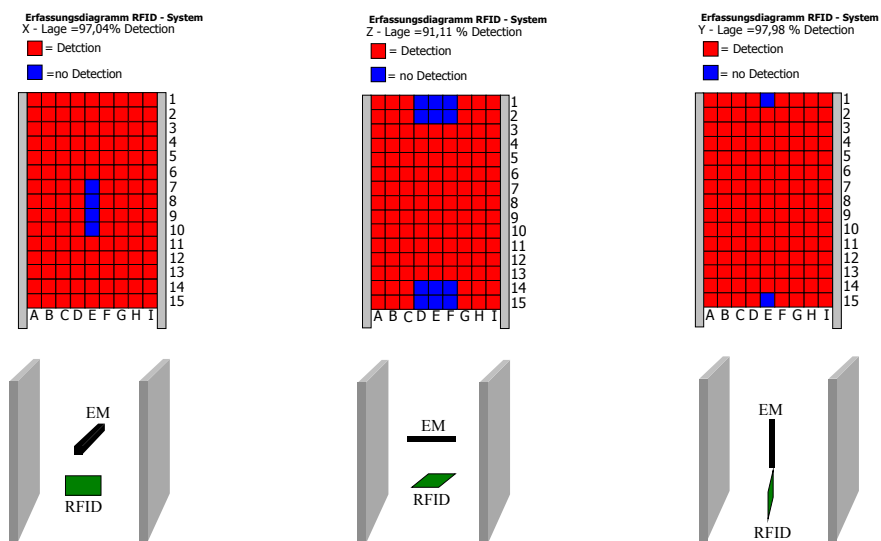 Erfassungsdiagramm RFID - System
X - Lage =97,04% Detection
= Detction
=no Detection
1
2
3
4
5
6
7
8
9
10
11
12
13
14
15
A B C D E F G H I
EM
RFID
Erfassungsdiagramm RFID - System
Z - Lage =91,11 % Detection
= Detection
= no Detection
1
2
3
4
5
6
7
8
9
10
11
12
13
14
15
A B C D E F G H I
EM
RFID
Erfassungsdiagramm RFID - System
Y - Lage =97,98 % Detection
= Detection
= no Detection
1
2
3
4
5
6
7
8
9
10
11
12
13
14
15
A B C D E F G H I
EM
RFID